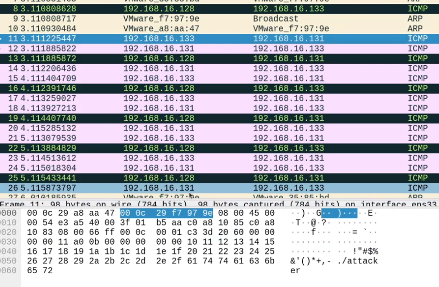 8 3.110808628 192.168.16.128 192.168.16.133 ICMP
9 3.110808717 VMware_f7:97:9e Broadcast ARP
10 3.110930484 VMware_a8:aa:47 VMware_f7:97:9e ARP
11 3.111225447 192.168.16.133 192.168.16.131 ICMP
12 3.111885822 192.168.16.131 192.168.16.133 ICMP
13 3.111885872 192.168.16.128 192.168.16.133 ICMP
14 3.112206436 192.168.16.133 192.168.16.131 ICMP
15 4.111404709 192.168.16.131 192.168.16.133 ICMP
16 4.112391746 192.168.16.128 192.168.16.133 ICMP
17 4.113259027 192.168.16.133 192.168.16.131 ICMP
18 4.113927213 192.168.16.131 192.168.16.133 ICMP
19 4.114407740 192.168.16.128 192.168.16.133 ICMP
20 4.115285132 192.168.16.133 192.168.16.131 ICMP
21 5.113079539 192.168.16.131 192.168.16.133 ICMP
22 5.113884829 192.168.16.128 192.168.16.133 ICMP
23 5.114513612 192.168.16.133 192.168.16.131 ICMP
24 5.115018304 192.168.16.131 192.168.16.133 ICMP
25 5.115433441 192.168.16.128 192.168.16.133 ICMP
26 5.115873797 192.168.16.133 192.168.16.131 ICMP
Frame 11: 98 bytes on wire (784 bits), 98 bytes captured (784 bits) on interface ens33
0000 00 0c 29 a8 aa 47 00 0c 29 f7 97 9e 08 00 45 00 ··)··G·· )·····E·
0010 00 54 e3 a5 40 00 3f 01 b5 aa c0 a8 10 85 c0 a8 ·T··@·?· ········
0020 10 83 08 00 66 ff 00 0c 00 01 c3 3d 20 60 00 00 ····f··· ···= `··
0030 00 00 11 a0 0b 00 00 00 00 00 10 11 12 13 14 15
0040 16 17 18 19 1a 1b 1c 1d 1e 1f 20 21 22 23 24 25 ········ ·· !"#$%
0050 26 27 28 29 2a 2b 2c 2d 2e 2f 61 74 74 61 63 6b &'()*+,- ./attack
0060 65 72 er